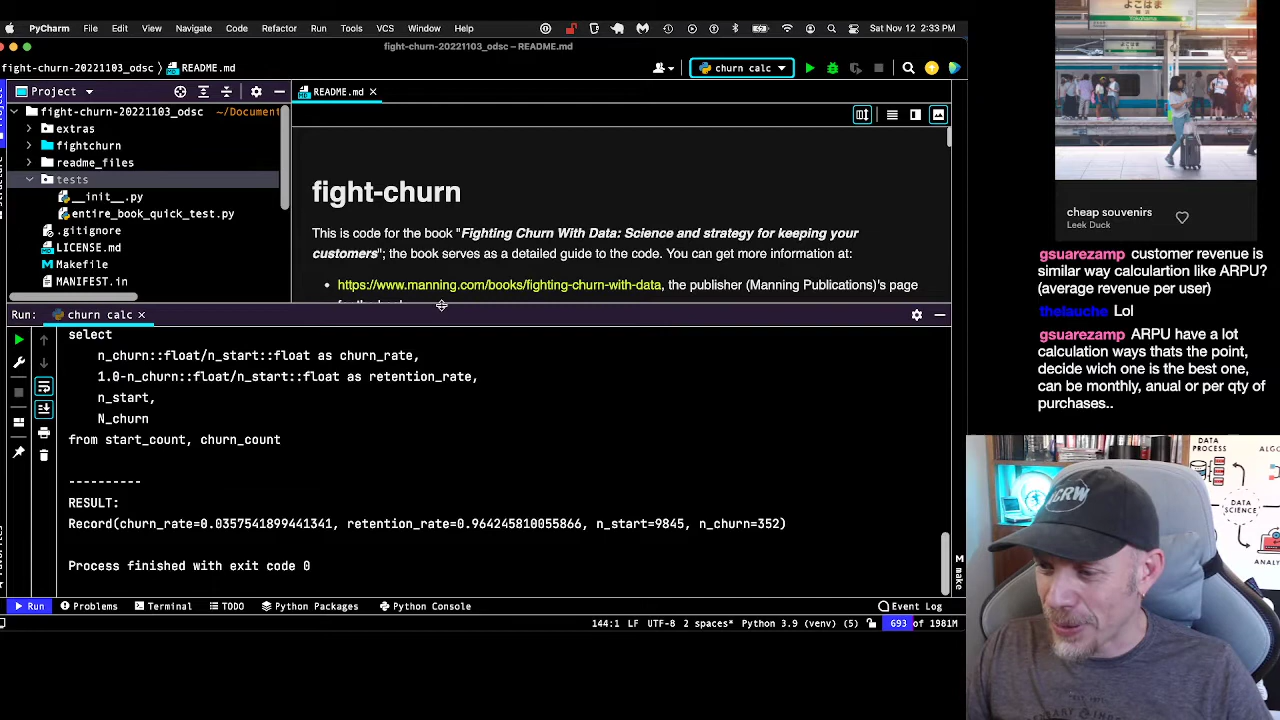 PyCharm File Edit View Navigate Code Refactor Run Tools VCS Window Help Sat Nov 12 2:33 PM
fight-churn-20221103_odsc – README.md
fight-churn-20221103_odsc 〉 README.md
churn calc
Project
README.md
fight-churn-20221103_odsc ~/Document
extras
fightchurn
readme_files
tests
__init__.py
entire_book_quick_test.py
.gitignore
LICENSE.md
Makefile
MANIFEST.in
fight-churn
This is code for the book "Fighting Churn With Data: Science and strategy for keeping your
customers"; the book serves as a detailed guide to the code. You can get more information at:
• https://www.manning.com/books/fighting-churn-with-data, the publisher (Manning Publications)'s page
Run: churn calc
select
n_churn::float/n_start::float as churn_rate,
1.0-n_churn::float/n_start::float as retention_rate,
n_start,
N_churn
from start_count, churn_count
----------
RESULT:
Record(churn_rate=0.0357541899441341, retention_rate=0.964245810055866, n_start=9845, n_churn=352)
Process finished with exit code 0
make
Run Problems Terminal TODO Python Packages Python Console Event Log
144:1 LF UTF-8 2 spaces* Python 3.9 (venv) (5) 693 of 1981M
よこはま
Yokohama
cheap souvenirs
Leek Duck
gsuarezamp customer revenue is
similar way calculartion like ARPU?
(average revenue per user)
thelauche Lol
gsuarezamp ARPU have a lot
calculation ways thats the point,
decide wich one is the best one,
can be monthly, anual or per qty of
purchases..
DATA
PROCESS
DATA
SCIENCE